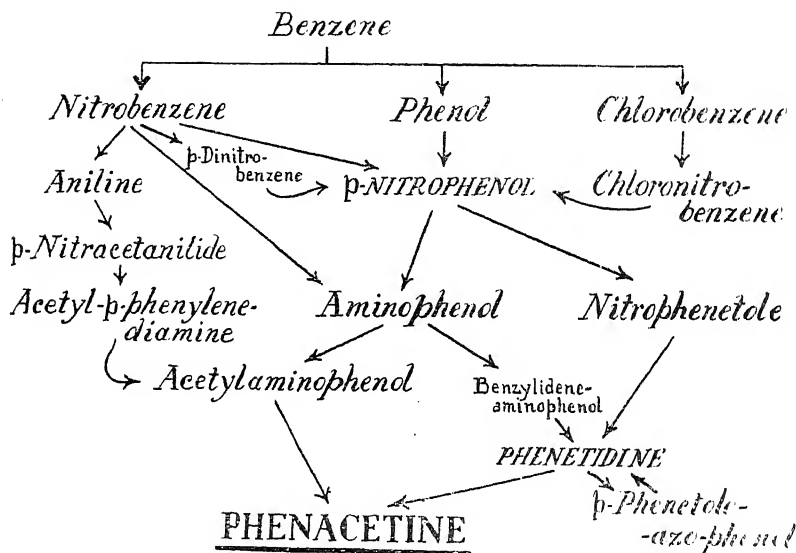 Benzene
Nitrobenzene Phenol Chlorobenzene
p-Dinitro-
benzene
Aniline p-NITROPHENOL Chloronitro-
benzene
p-Nitracetanilide
Acetyl-p-phenylene-
diamine
Aminophenol Nitrophenetole
Acetylaminophenol Benzylidene-
aminophenol
PHENETIDINE
PHENACETINE p-Phenetole-
-azo-phenol